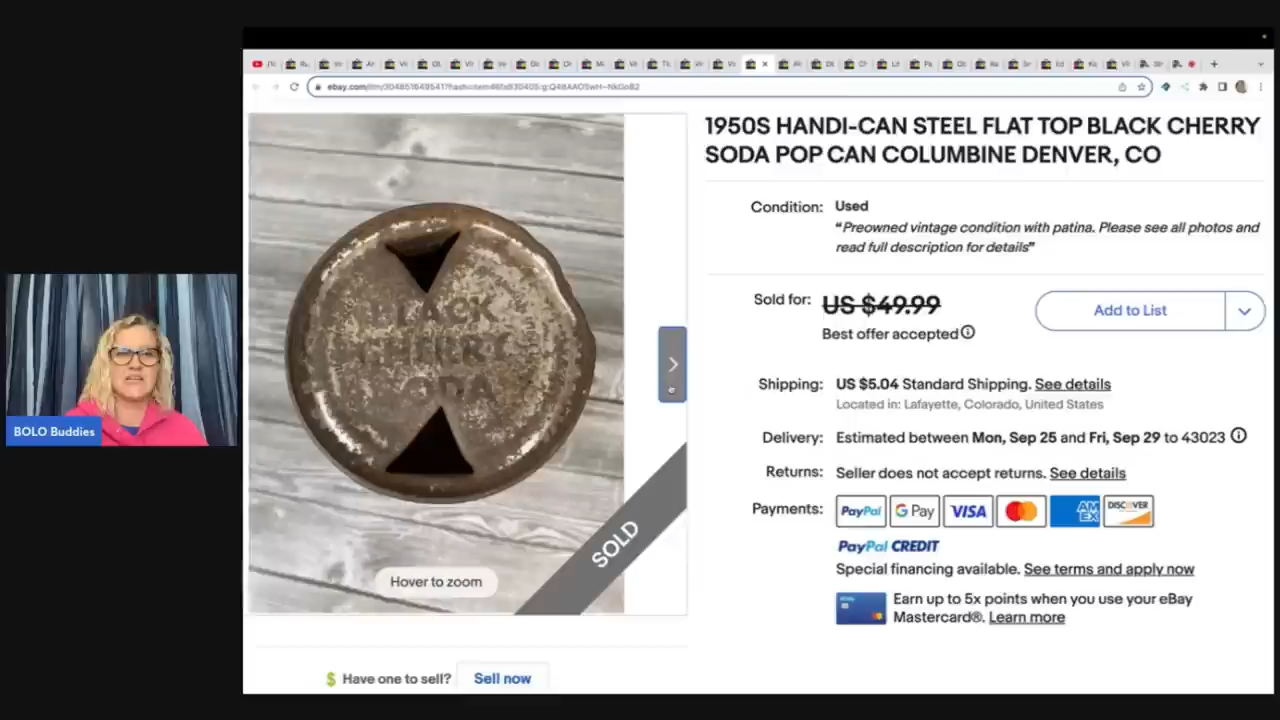 ebay.com/itm/
1950S HANDI-CAN STEEL FLAT TOP BLACK CHERRY
SODA POP CAN COLUMBINE DENVER, CO
Condition: Used
“Preowned vintage condition with patina. Please see all photos and
read full description for details”
Sold for: US $49.99
Add to List
Best offer accepted
Shipping: US $5.04 Standard Shipping. See details
Located in: Lafayette, Colorado, United States
Delivery: Estimated between Mon, Sep 25 and Fri, Sep 29 to 43023
Returns: Seller does not accept returns. See details
Payments: PayPal G Pay VISA AM EX DISCOVER
PayPal CREDIT
Special financing available. See terms and apply now
Earn up to 5x points when you use your eBay
Mastercard®. Learn more
BLACK
CHERRY
SODA
SOLD
Hover to zoom
Have one to sell? Sell now
BOLO Buddies